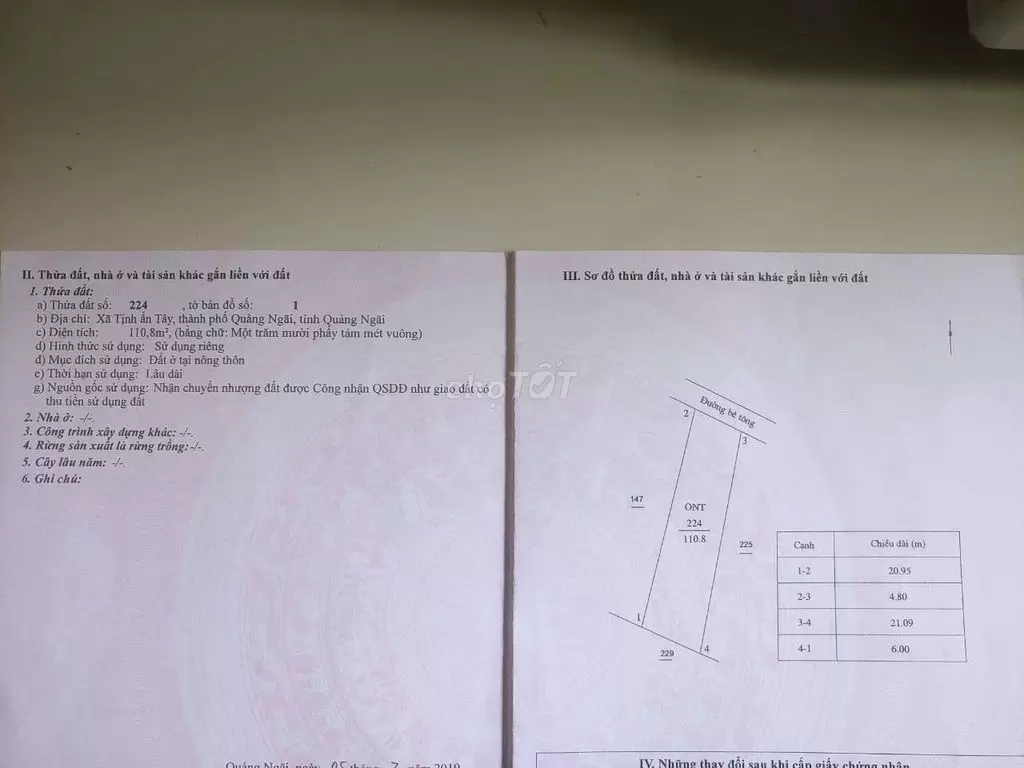 II. Thửa đất, nhà ở và tài sản khác gắn liền với đất
1. Thửa đất:
a) Thửa đất số: 224 , tờ bản đồ số: 1
b) Địa chỉ: Xã Tịnh ấn Tây, thành phố Quảng Ngãi, tỉnh Quảng Ngãi
c) Diện tích: 110,8m², (bằng chữ: Một trăm mười phẩy tám mét vuông)
d) Hình thức sử dụng: Sử dụng riêng
đ) Mục đích sử dụng: Đất ở tại nông thôn
e) Thời hạn sử dụng: Lâu dài
g) Nguồn gốc sử dụng: Nhận chuyển nhượng đất được Công nhận QSDĐ như giao đất có
thu tiền sử dụng đất
2. Nhà ở: -/-.
3. Công trình xây dựng khác: -/-.
4. Rừng sản xuất là rừng trồng: -/-.
5. Cây lâu năm: -/-.
6. Ghi chú:
Quảng Ngãi, ngày 05 tháng 7 năm 2019
chợTỐT
III. Sơ đồ thửa đất, nhà ở và tài sản khác gắn liền với đất
Đường bê tông
2
3
147
ONT
224
110.8
225
1
4
229
Cạnh Chiều dài (m)
1-2 20.95
2-3 4.80
3-4 21.09
4-1 6.00
IV. Những thay đổi sau khi cấp giấy chứng nhận